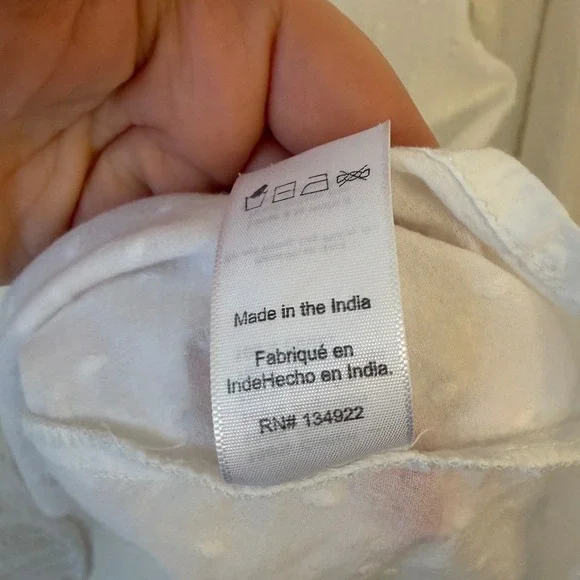 Made in the India
Fabriqué en
IndeHecho en India.
RN# 134922